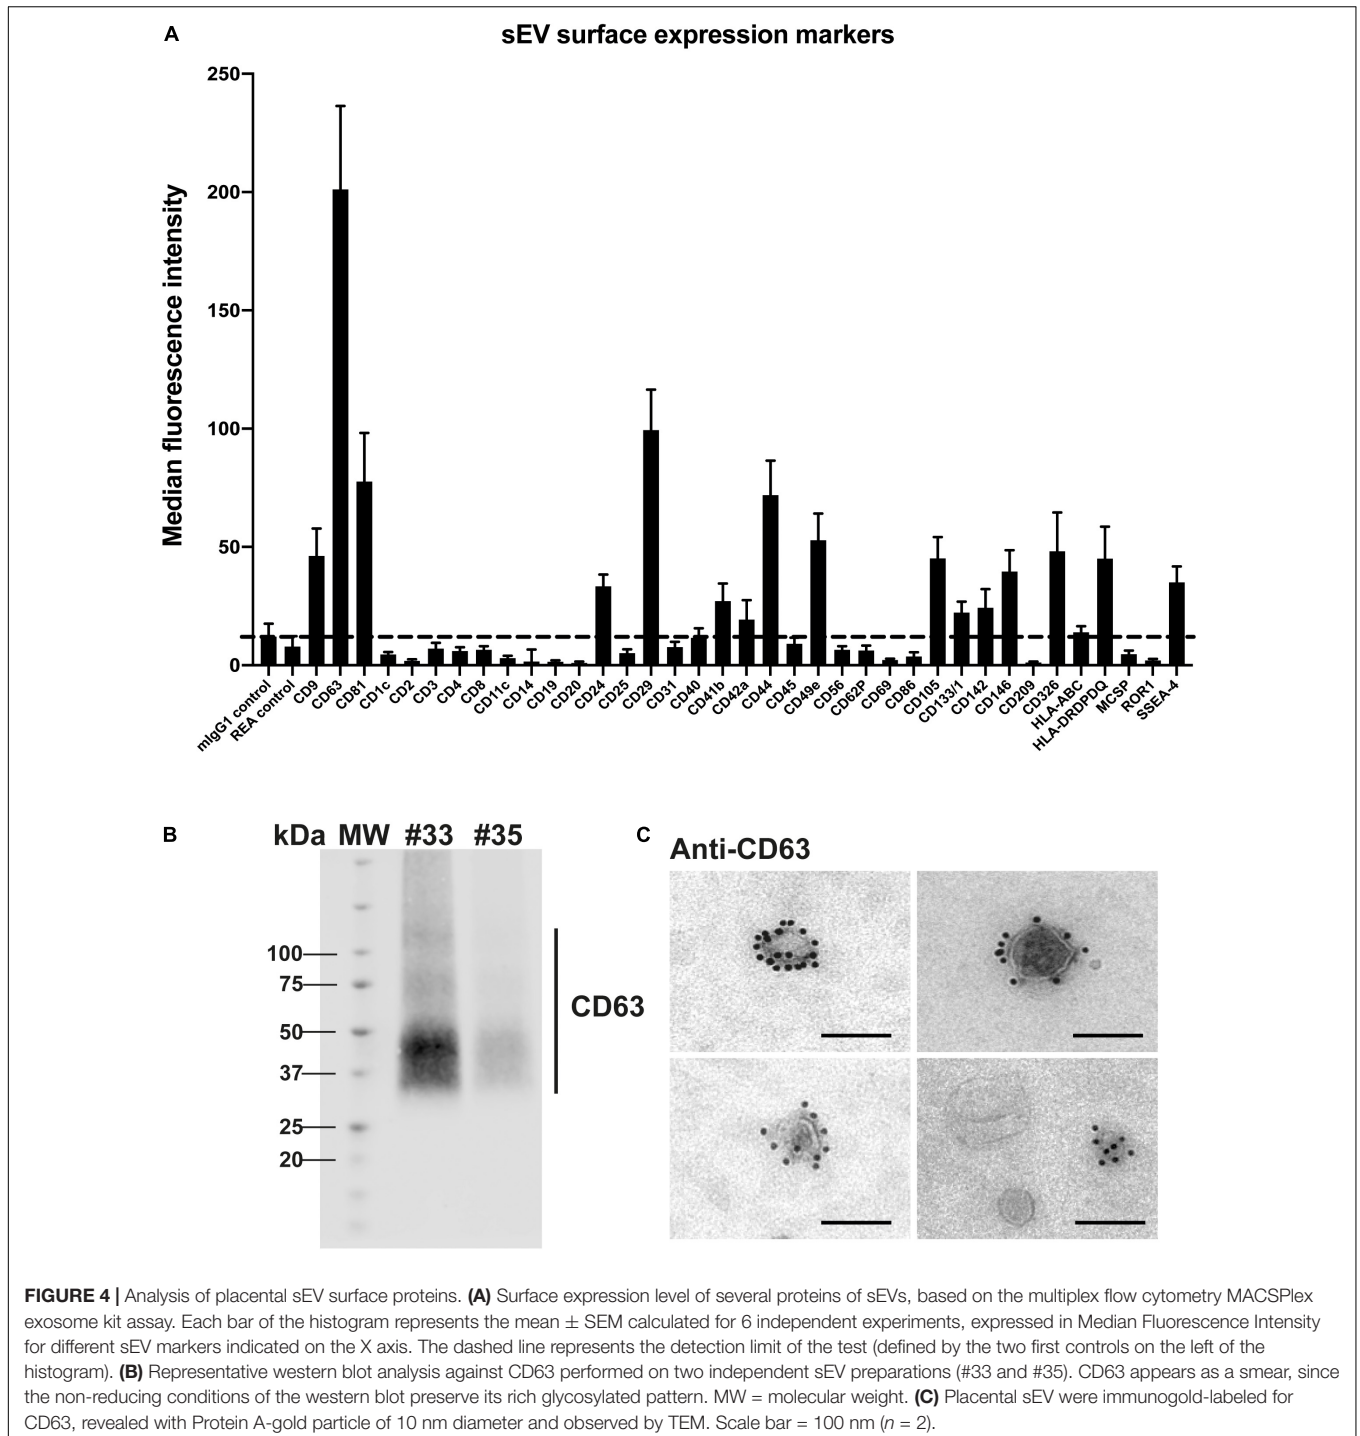 A
sEV surface expression markers
Median fluorescence intensity
250
200
150
100
50
0
mIgG1 control
REA control
CD9
CD63
CD81
CD1c
CD2
CD3
CD4
CD8
CD11c
CD14
CD19
CD20
CD24
CD25
CD29
CD31
CD40
CD41b
CD42a
CD44
CD45
CD49e
CD56
CD62P
CD69
CD86
CD105
CD133/1
CD142
CD146
CD209
CD326
HLA-ABC
HLA-DRDPDQ
MCSP
ROR1
SSEA-4
B
kDa MW #33 #35
100
75
50
37
25
20
CD63
C
Anti-CD63
FIGURE 4 | Analysis of placental sEV surface proteins. (A) Surface expression level of several proteins of sEVs, based on the multiplex flow cytometry MACSPlex
exosome kit assay. Each bar of the histogram represents the mean ± SEM calculated for 6 independent experiments, expressed in Median Fluorescence Intensity
for different sEV markers indicated on the X axis. The dashed line represents the detection limit of the test (defined by the two first controls on the left of the
histogram). (B) Representative western blot analysis against CD63 performed on two independent sEV preparations (#33 and #35). CD63 appears as a smear, since
the non-reducing conditions of the western blot preserve its rich glycosylated pattern. MW = molecular weight. (C) Placental sEV were immunogold-labeled for
CD63, revealed with Protein A-gold particle of 10 nm diameter and observed by TEM. Scale bar = 100 nm (n = 2).